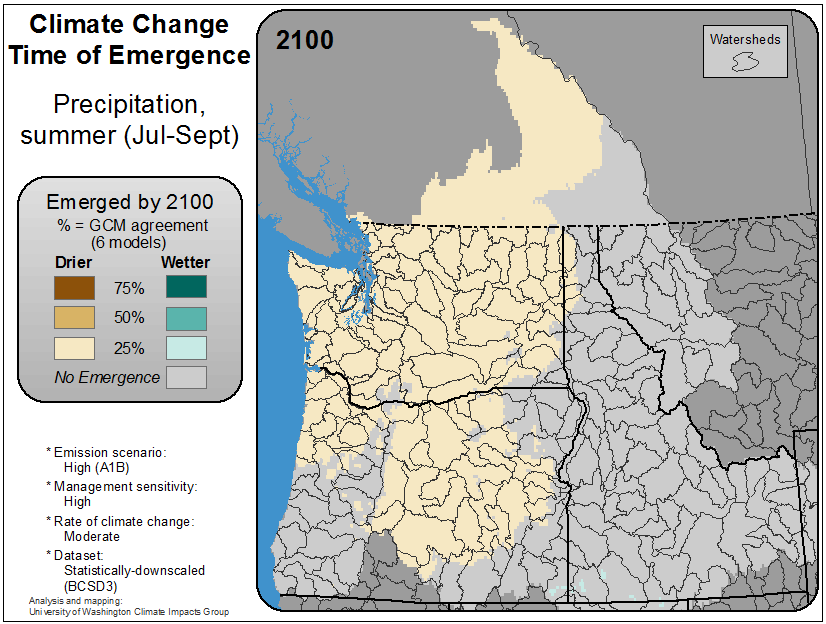 Climate Change
Time of Emergence
Precipitation,
summer (Jul-Sept)
Emerged by 2100
% = GCM agreement
(6 models)
Drier Wetter
75%
50%
25%
No Emergence
* Emission scenario:
High (A1B)
* Management sensitivity:
High
* Rate of climate change:
Moderate
* Dataset:
Statistically-downscaled
(BCSD3)
Analysis and mapping:
University of Washington Climate Impacts Group
2100
Watersheds